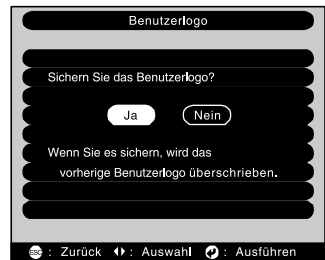 Benutzerlogo
Sichern Sie das Benutzerlogo?
Ja Nein
Wenn Sie es sichern, wird das
vorherige Benutzerlogo überschrieben.
ESC : Zurück : Auswahl : Ausführen